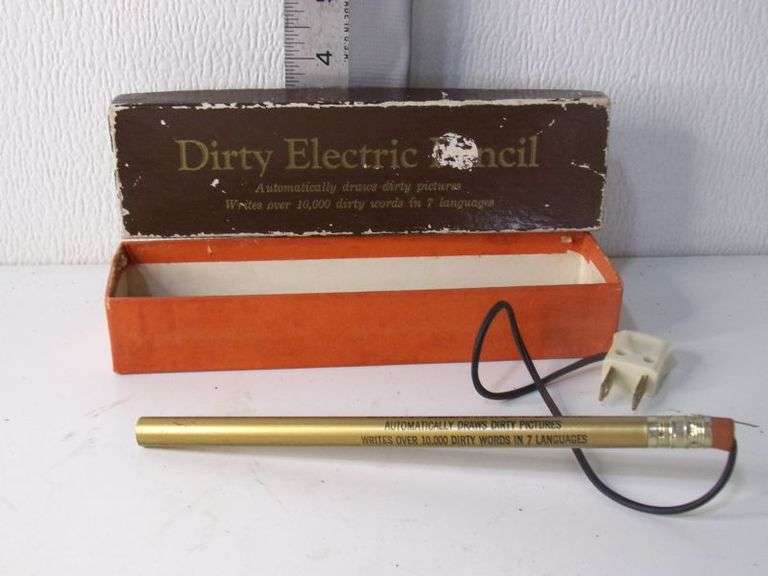 4
Dirty Electric Pencil
Automatically draws dirty pictures
Writes over 10,000 dirty words in 7 languages
AUTOMATICALLY DRAWS DIRTY PICTURES
WRITES OVER 10,000 DIRTY WORDS IN 7 LANGUAGES